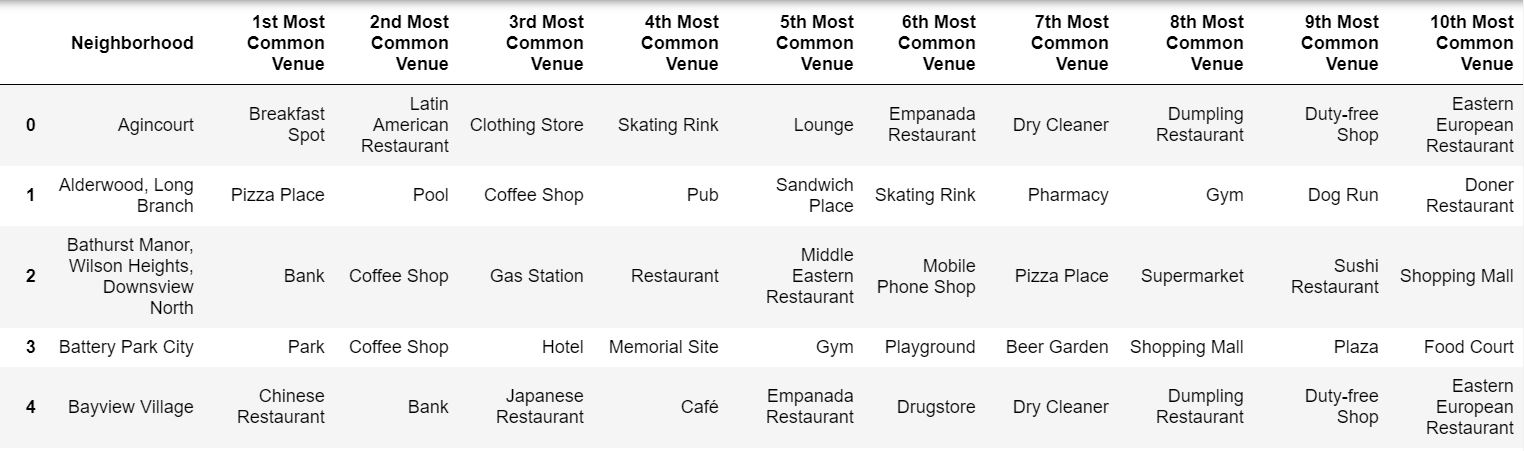 Neighborhood 1st Most Common Venue 2nd Most Common Venue 3rd Most Common Venue 4th Most Common Venue 5th Most Common Venue 6th Most Common Venue 7th Most Common Venue 8th Most Common Venue 9th Most Common Venue 10th Most Common Venue
0 Agincourt Breakfast Spot Latin American Restaurant Clothing Store Skating Rink Lounge Empanada Restaurant Dry Cleaner Dumpling Restaurant Duty-free Shop Eastern European Restaurant
1 Alderwood, Long Branch Pizza Place Pool Coffee Shop Pub Sandwich Place Skating Rink Pharmacy Gym Dog Run Doner Restaurant
2 Bathurst Manor, Wilson Heights, Downsview North Bank Coffee Shop Gas Station Restaurant Middle Eastern Restaurant Mobile Phone Shop Pizza Place Supermarket Sushi Restaurant Shopping Mall
3 Battery Park City Park Coffee Shop Hotel Memorial Site Gym Playground Beer Garden Shopping Mall Plaza Food Court
4 Bayview Village Chinese Restaurant Bank Japanese Restaurant Café Empanada Restaurant Drugstore Dry Cleaner Dumpling Restaurant Duty-free Shop Eastern European Restaurant